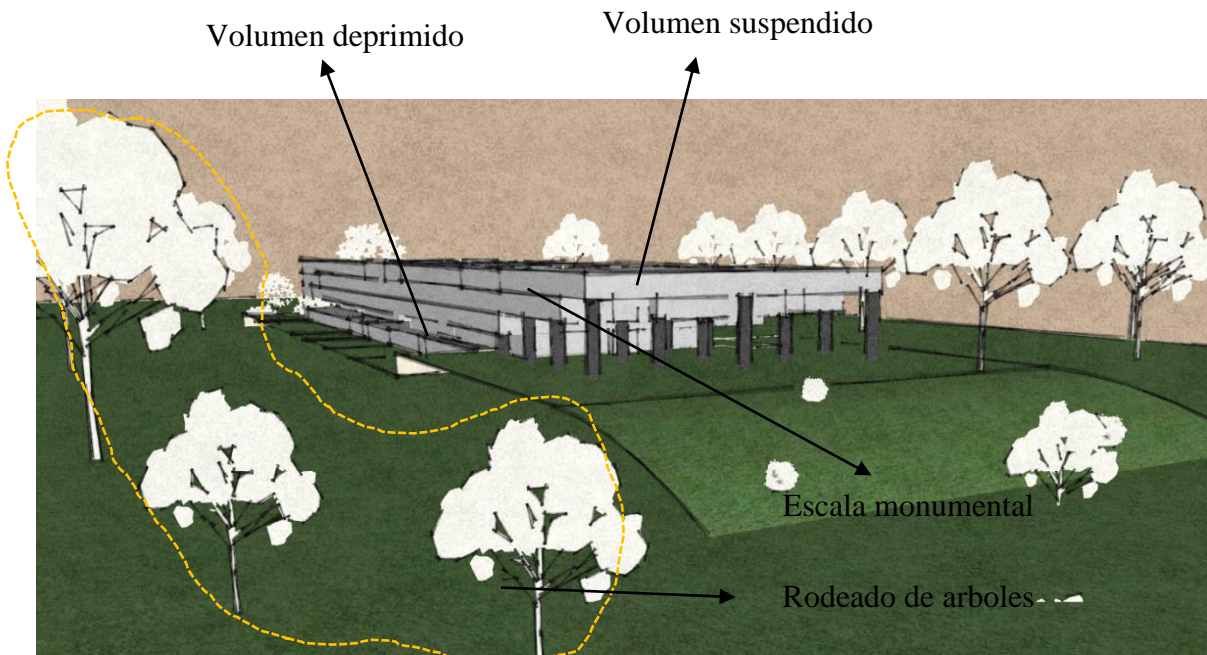 Volumen deprimido
Volumen suspendido
Escala monumental
Rodeado de arboles